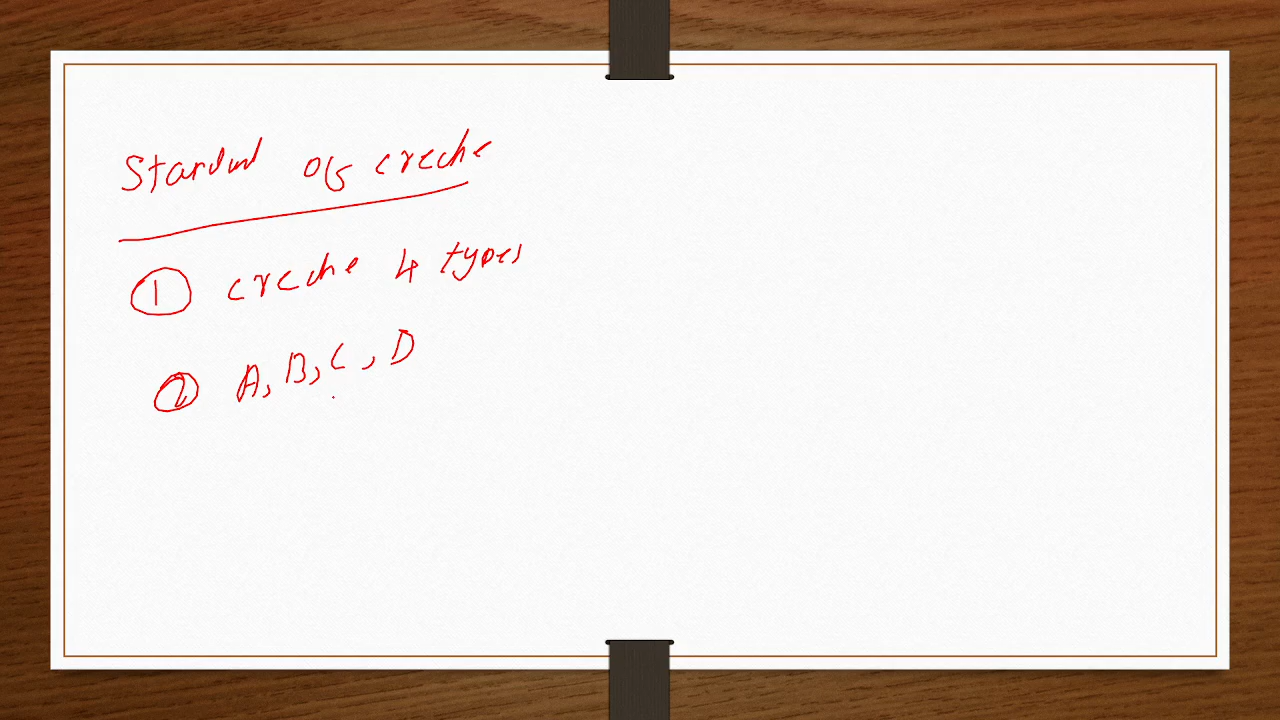 Standard of creche
① creche 4 types
② A, B, C, D